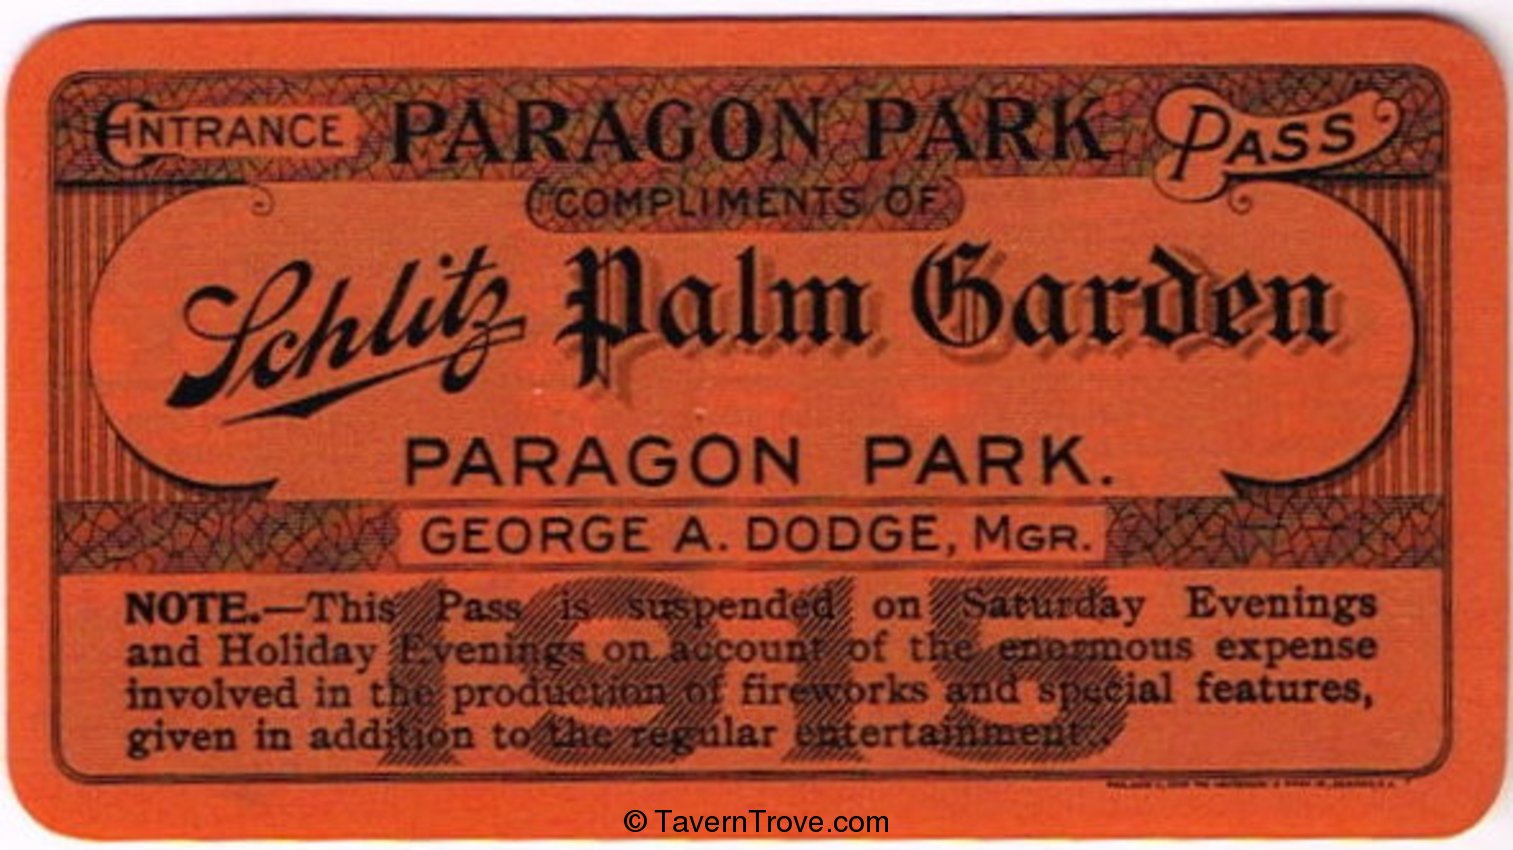 ENTRANCE PARAGON PARK PASS
COMPLIMENTS OF
Schlitz Palm Garden
PARAGON PARK.
GEORGE A. DODGE, MGR.
1915
NOTE.—This Pass is suspended on Saturday Evenings
and Holiday Evenings on account of the enormous expense
involved in the production of fireworks and special features,
given in addition to the regular entertainment.
© TavernTrove.com